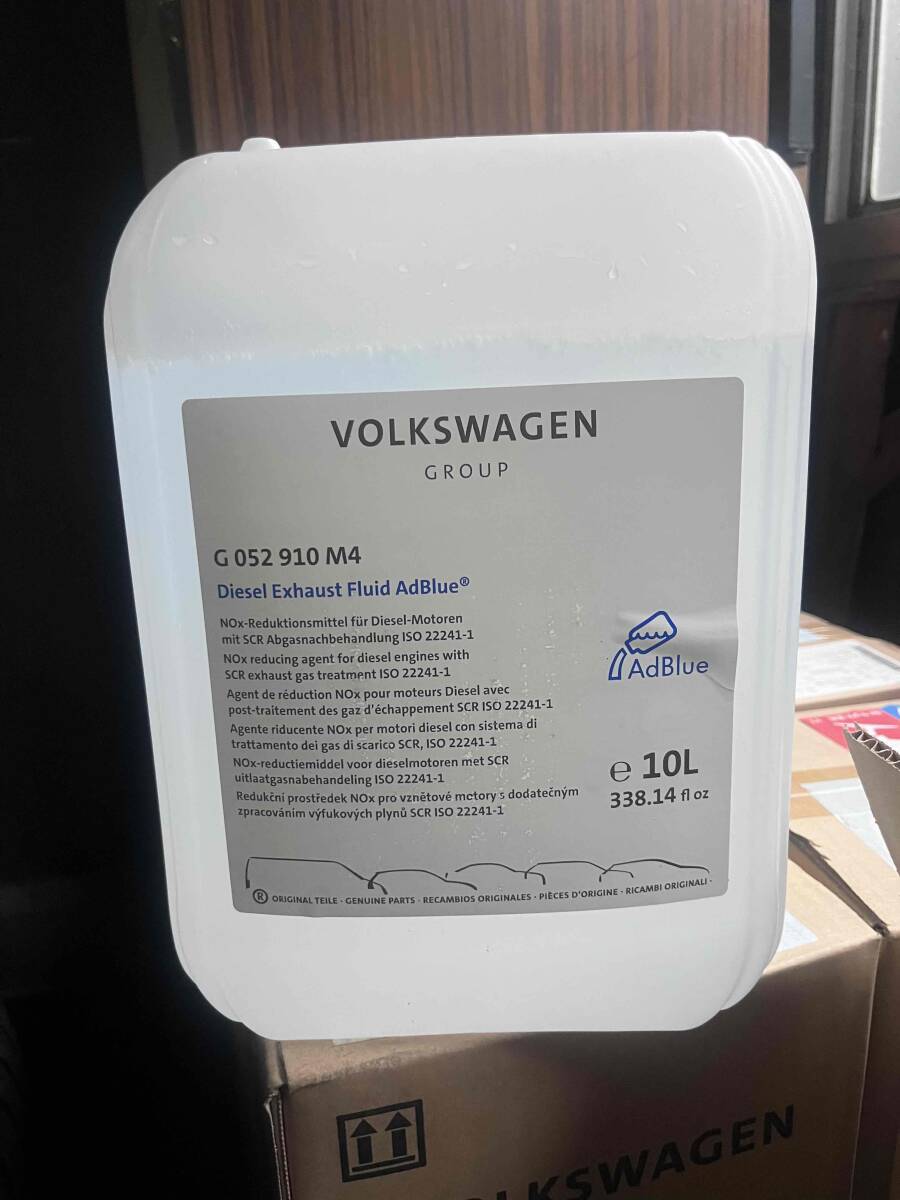 VOLKSWAGEN
GROUP
G 052 910 M4
Diesel Exhaust Fluid AdBlue®
NOx-Reduktionsmittel für Diesel-Motoren
mit SCR Abgasnachbehandlung ISO 22241-1
NOx reducing agent for diesel engines with
SCR exhaust gas treatment ISO 22241-1
Agent de réduction NOx pour moteurs Diesel avec
post-traitement des gaz d'échappement SCR ISO 22241-1
Agente riducente NOx per motori diesel con sistema di
trattamento dei gas di scarico SCR, ISO 22241-1
NOx-reductiemiddel voor dieselmotoren met SCR
uitlaatgasnabehandeling ISO 22241-1
Redukční prostředek NOx pro vznětové motory s dodatečným
zpracováním výfukových plynů SCR ISO 22241-1
AdBlue
℮ 10L
338.14 fl oz
® ORIGINAL TEILE · GENUINE PARTS · RECAMBIOS ORIGINALES · PIÈCES D'ORIGINE · RICAMBI ORIGINALI ·
VOLKSWAGEN